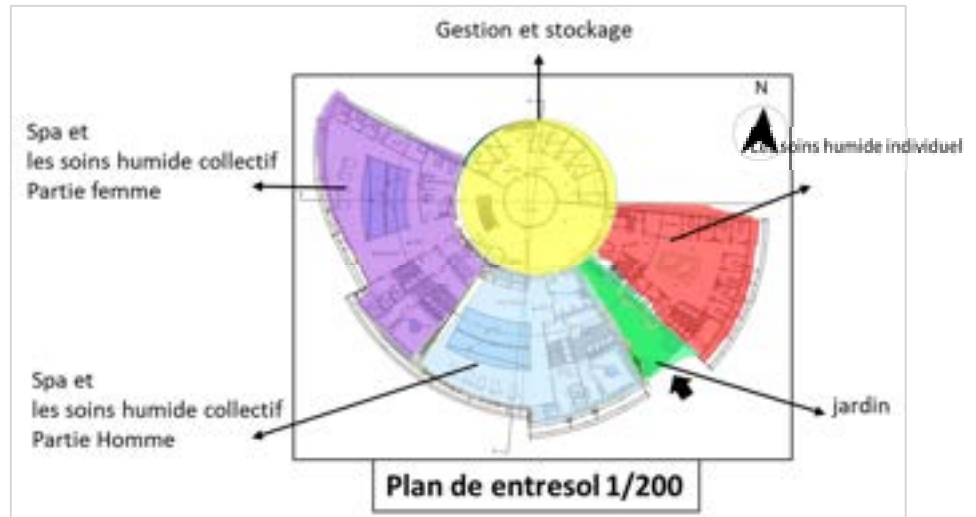 Gestion et stockage
N
Spa et
les soins humide collectif
Partie femme
soins humide individuel
Spa et
les soins humide collectif
Partie Homme
jardin
Plan de entresol 1/200